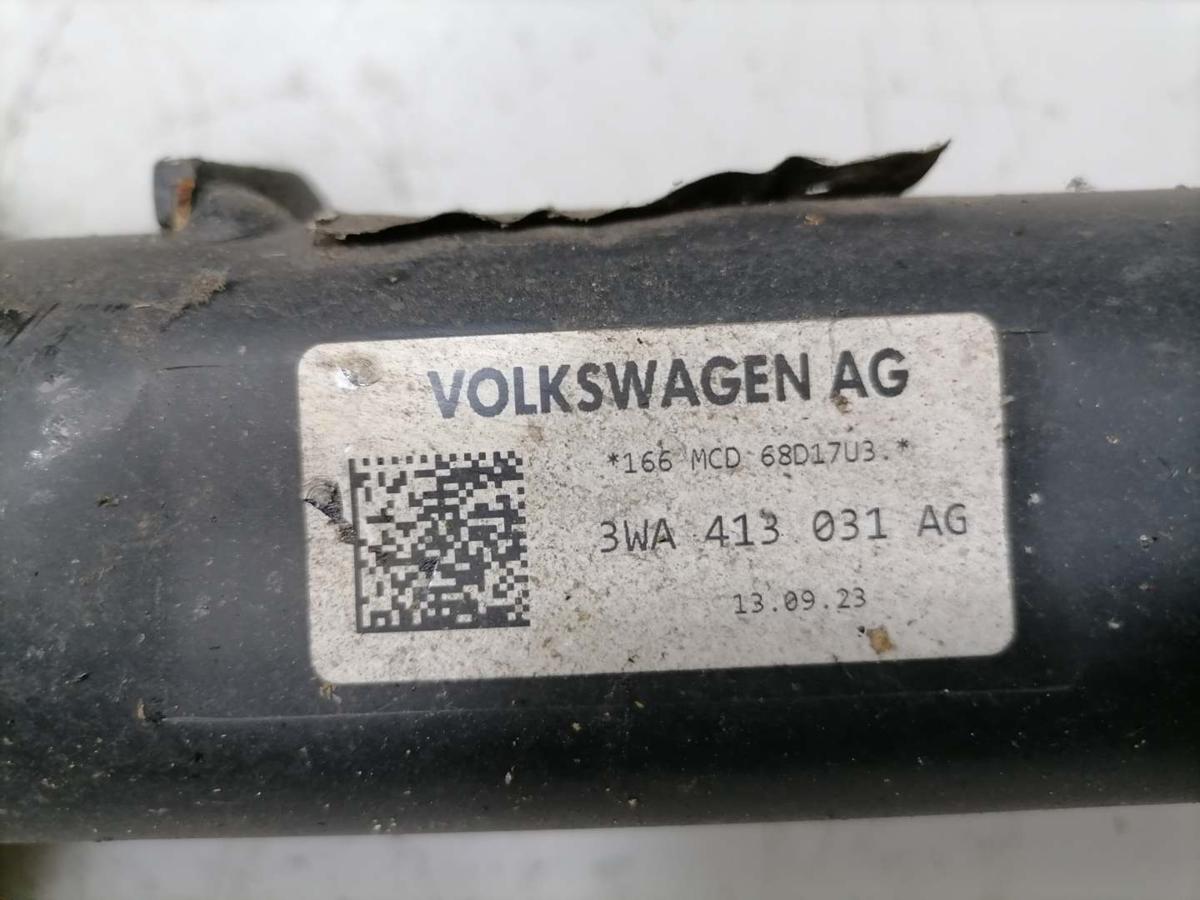 VOLKSWAGEN AG
*166 MCD 68D17U3.*
3WA 413 031 AG
13.09.23